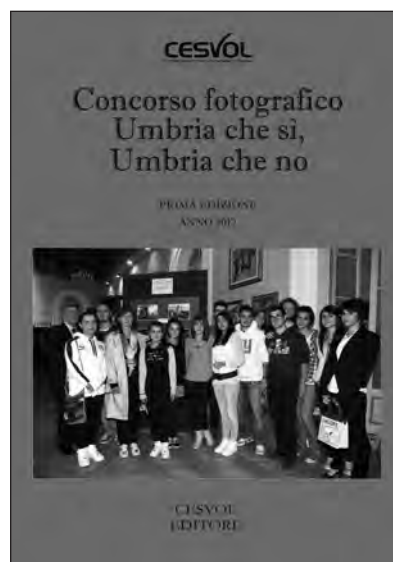 CESVOL
Concorso fotografico
Umbria che sì,
Umbria che no
PRIMA EDIZIONE
ANNO
CESVOL
EDITORE